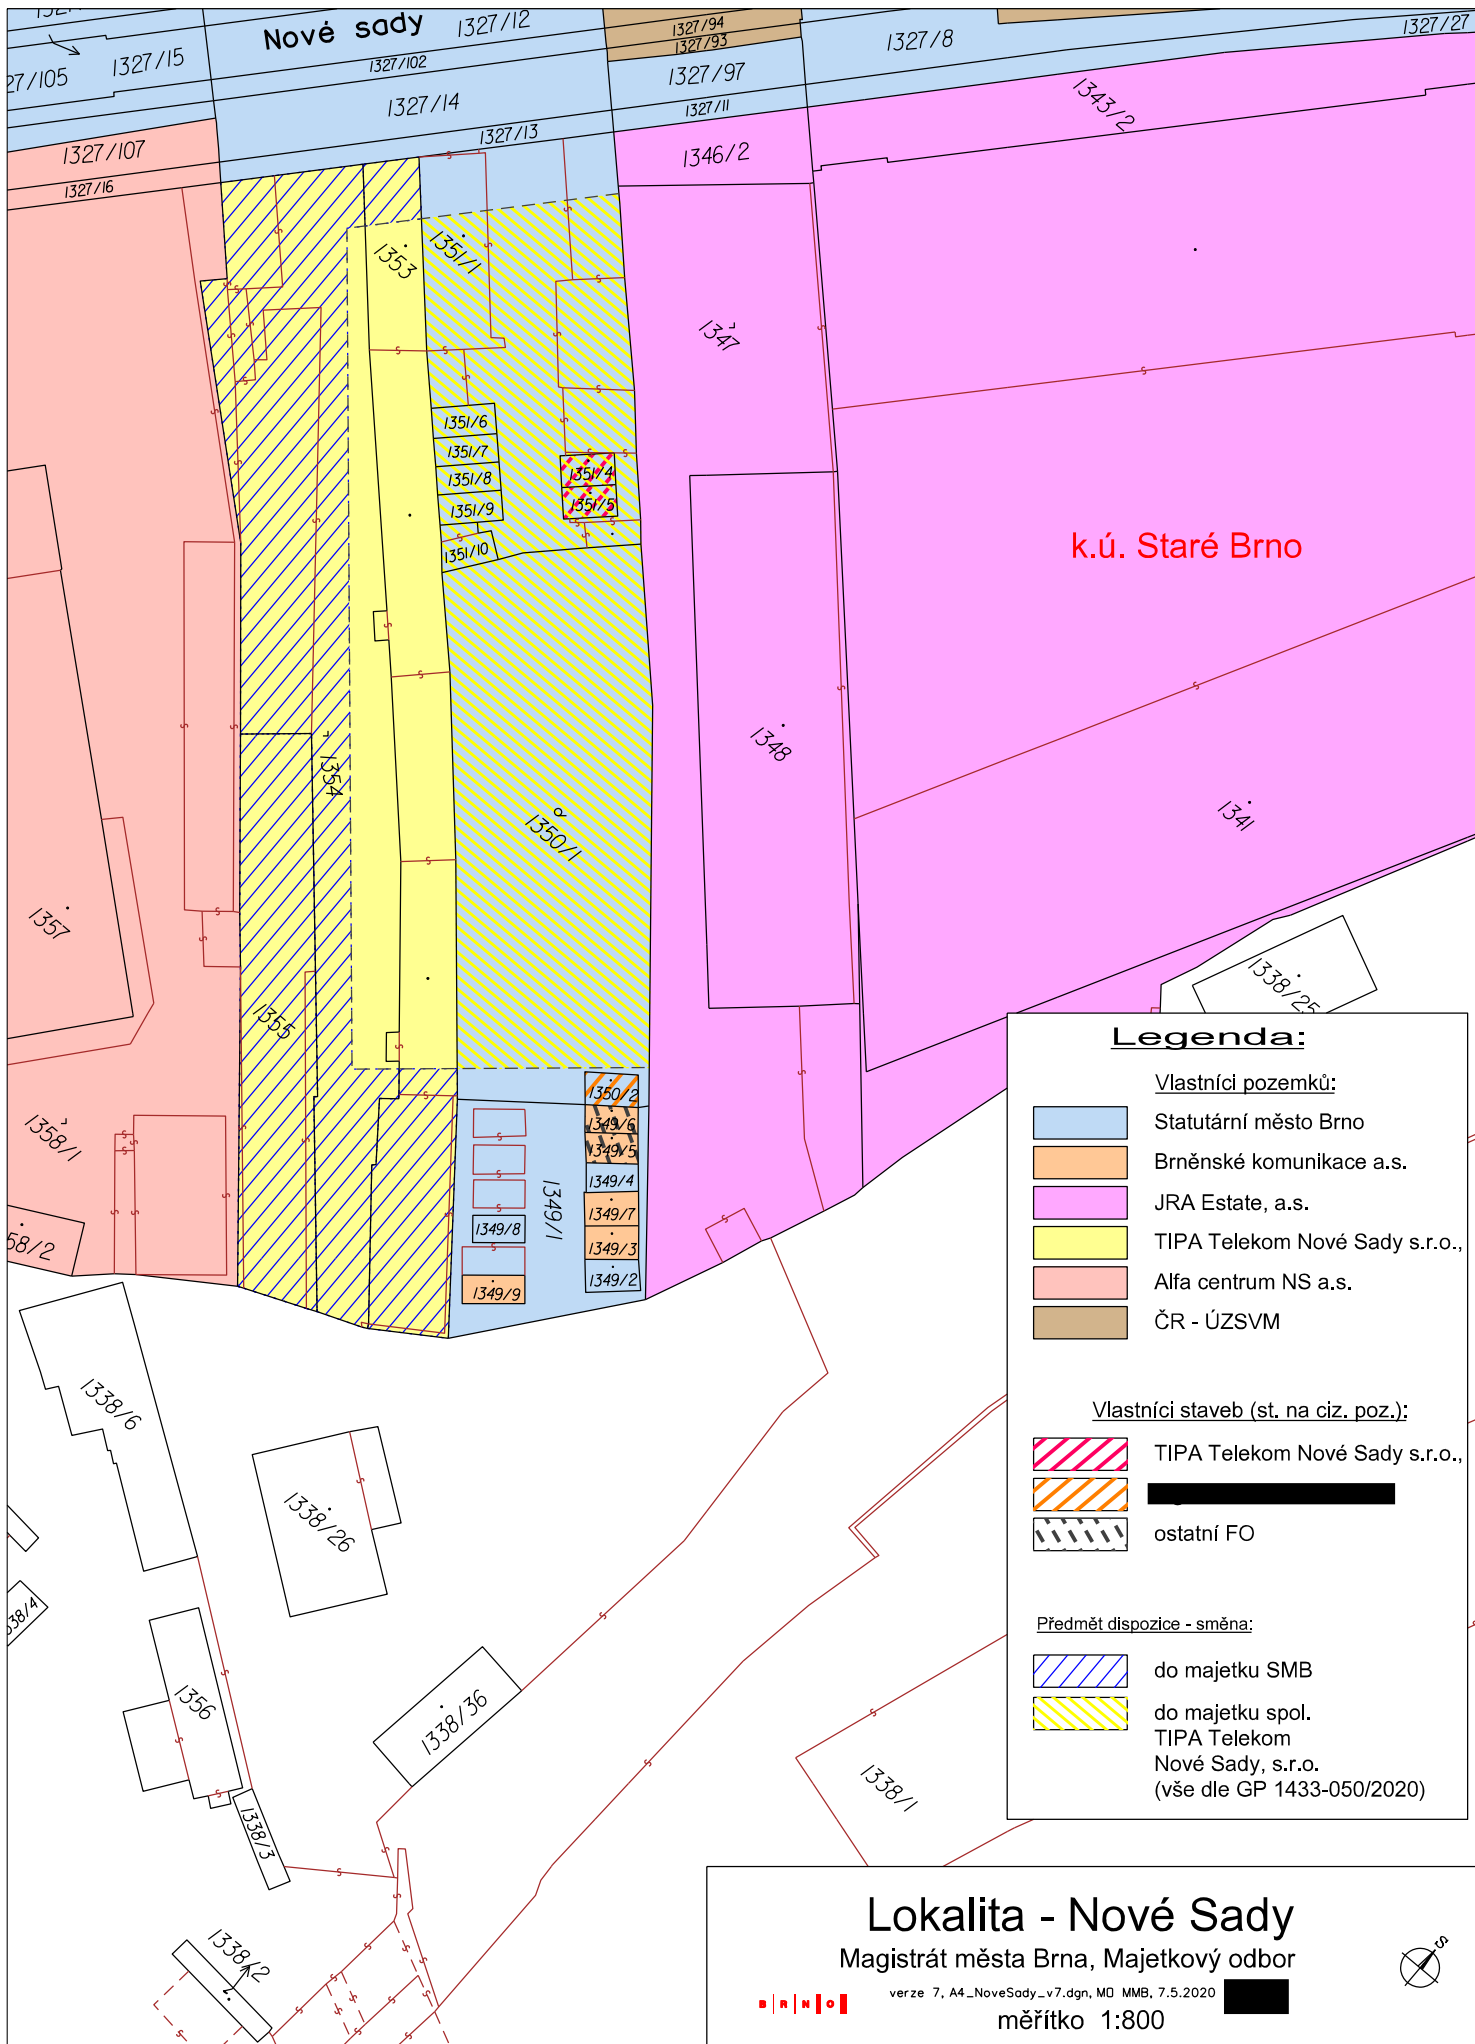 Nové sady
1327/12
1327/94
1327/93
1327/8
1327/27
27/105
1327/15
1327/102
1327/97
1327/14
1327/11
1327/13
1343/2
1327/107
1346/2
1327/16
1353
1351/1
1347
1351/6
1351/7
1351/8
1351/9
1351/10
1351/4
1351/5
k.ú. Staré Brno
1354
1348
1350/1
1341
1357
1355
1338/25
1358/1
58/2
1350/2
1349/6
1349/5
1349/4
1349/7
1349/3
1349/2
1349/1
1349/8
1349/9
1338/6
1338/26
338/4
1356
1338/36
1338/3
1338/1
1338/2
Legenda:
Vlastníci pozemků:
Statutární město Brno
Brněnské komunikace a.s.
JRA Estate, a.s.
TIPA Telekom Nové Sady s.r.o.,
Alfa centrum NS a.s.
ČR - ÚZSVM
Vlastníci staveb (st. na ciz. poz.):
TIPA Telekom Nové Sady s.r.o.,
ostatní FO
Předmět dispozice - směna:
do majetku SMB
do majetku spol.
TIPA Telekom
Nové Sady, s.r.o.
(vše dle GP 1433-050/2020)
Lokalita - Nové Sady
Magistrát města Brna, Majetkový odbor
B R N O
verze 7, A4_NoveSady_v7.dgn, MO MMB, 7.5.2020
měřítko 1:800
S